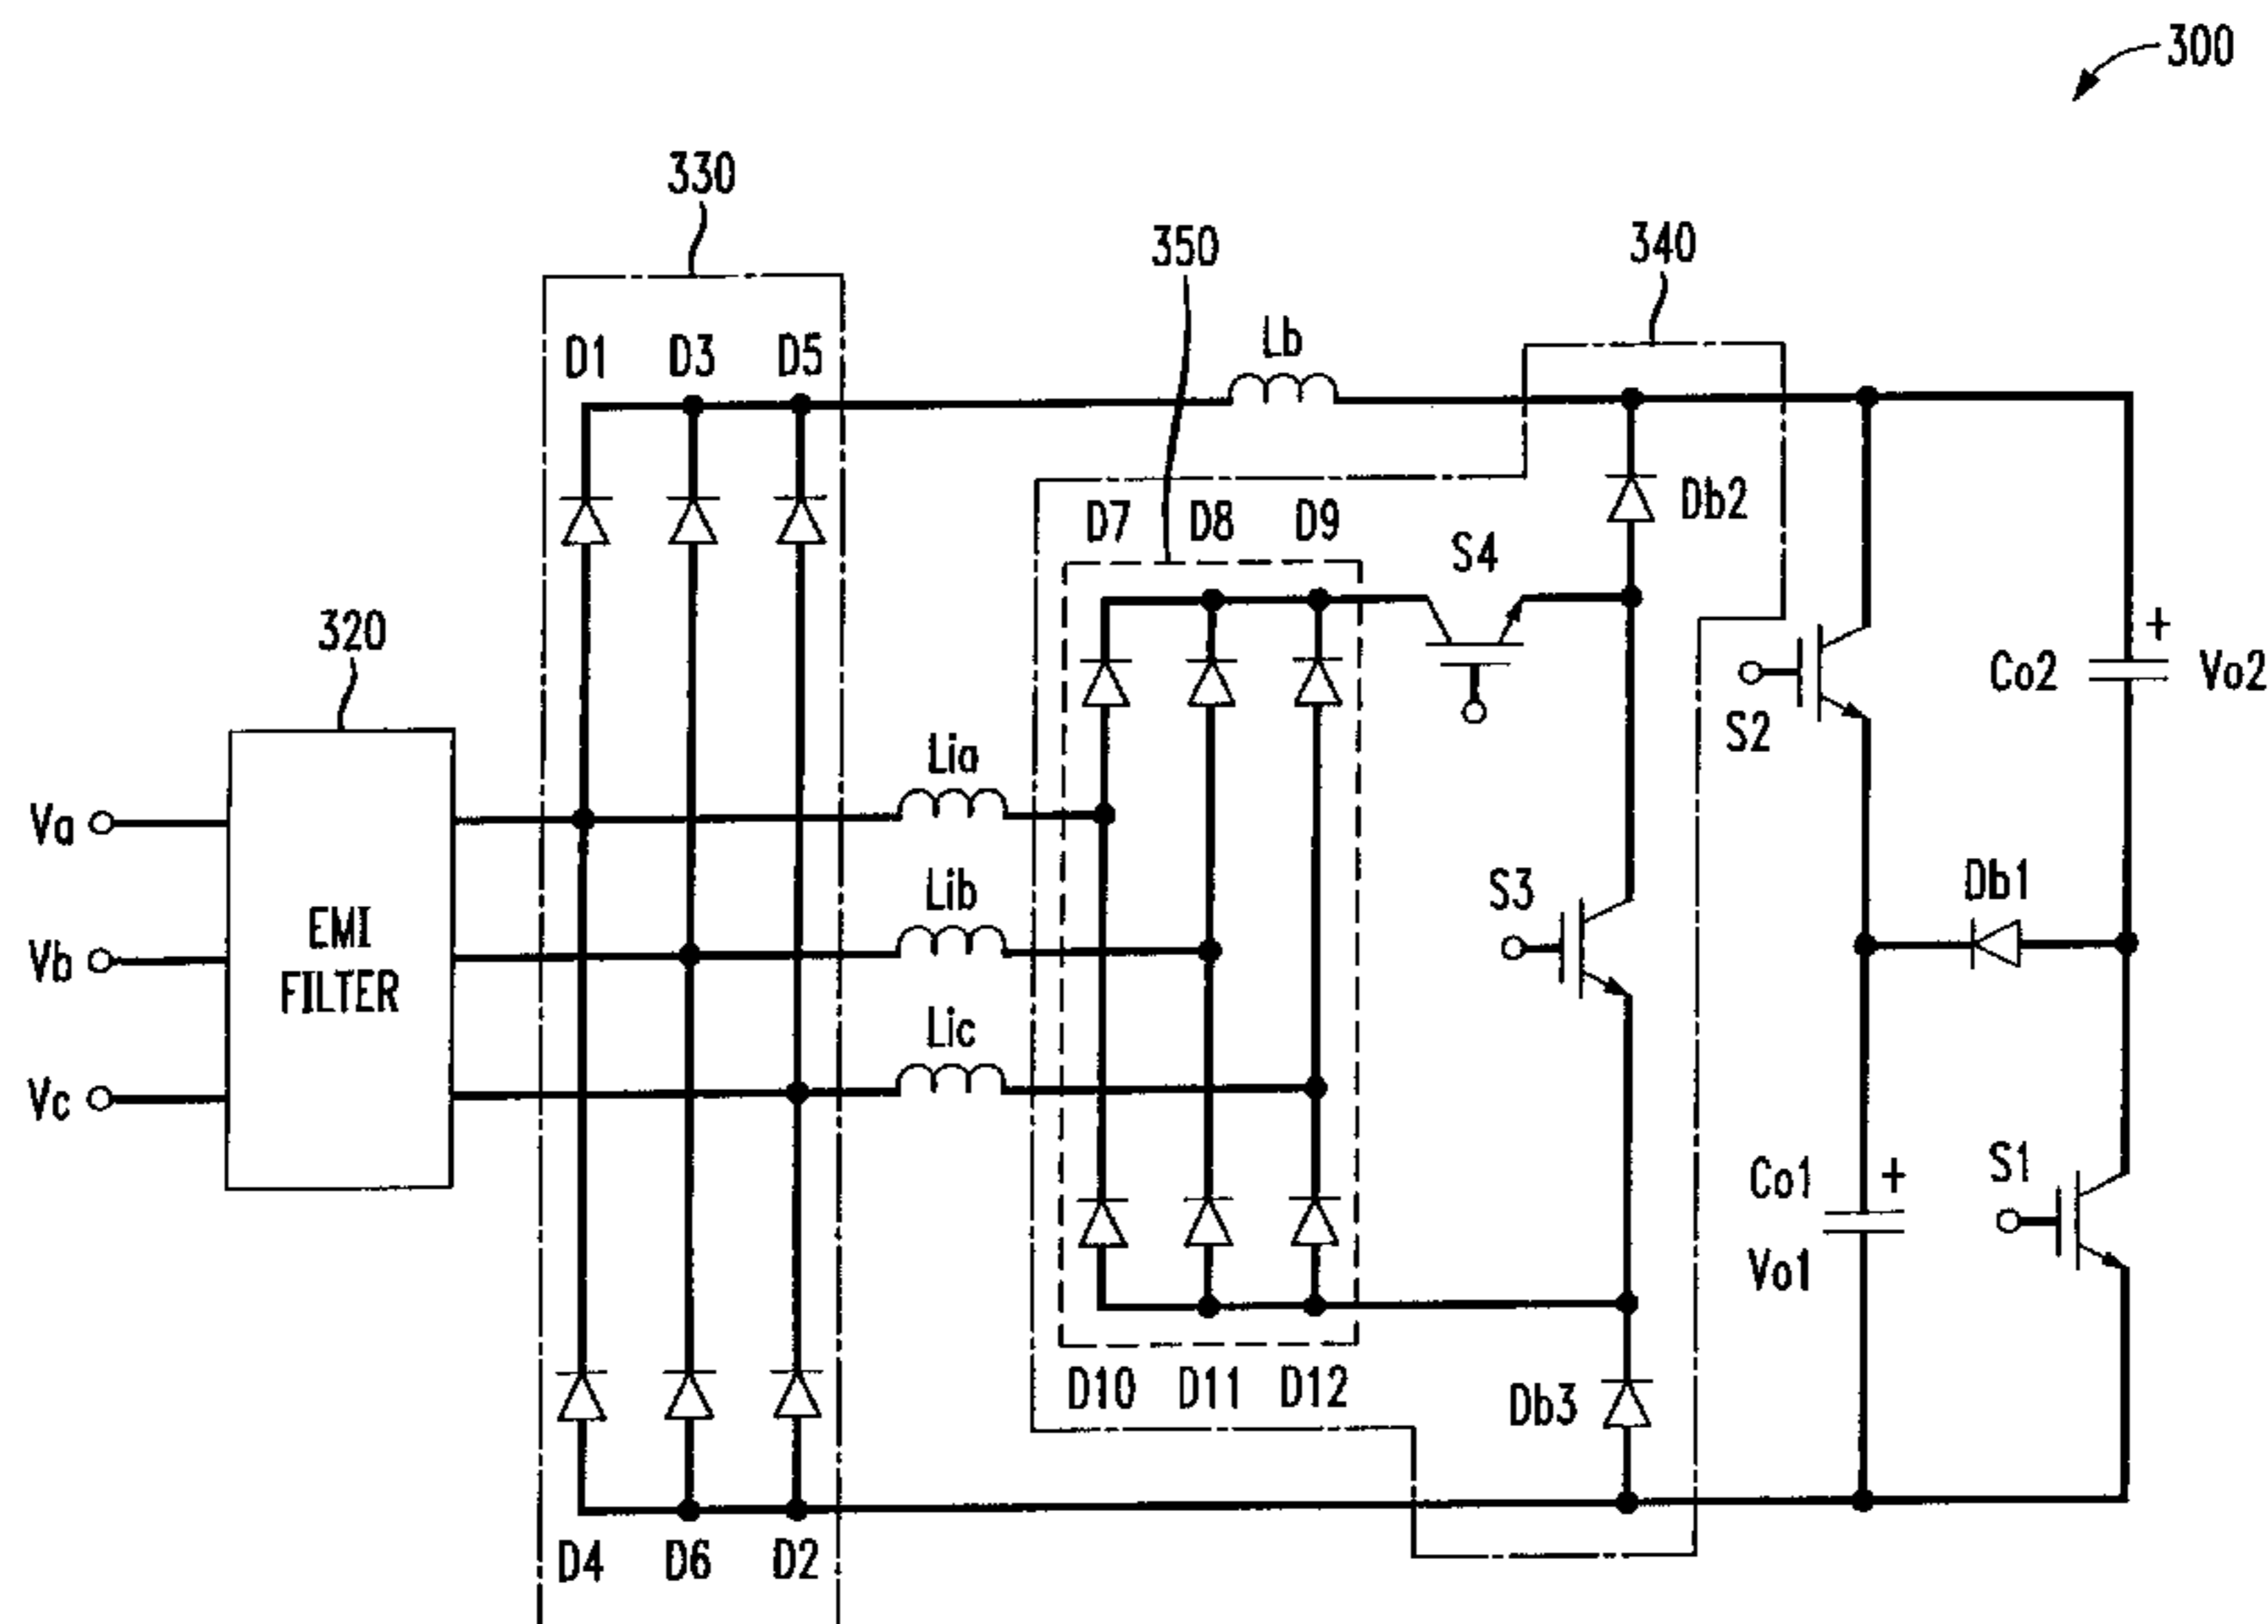 300
330
350
340
Lb
D1 D3 D5
D7 D8 D9
Db2
S4
320
Co2
+
Vo2
S2
Lia
Va
EMI
FILTER
Vb
Lib
S3
Db1
Lic
Vc
Co1
+
S1
Vo1
D10 D11 D12
Db3
D4 D6 D2